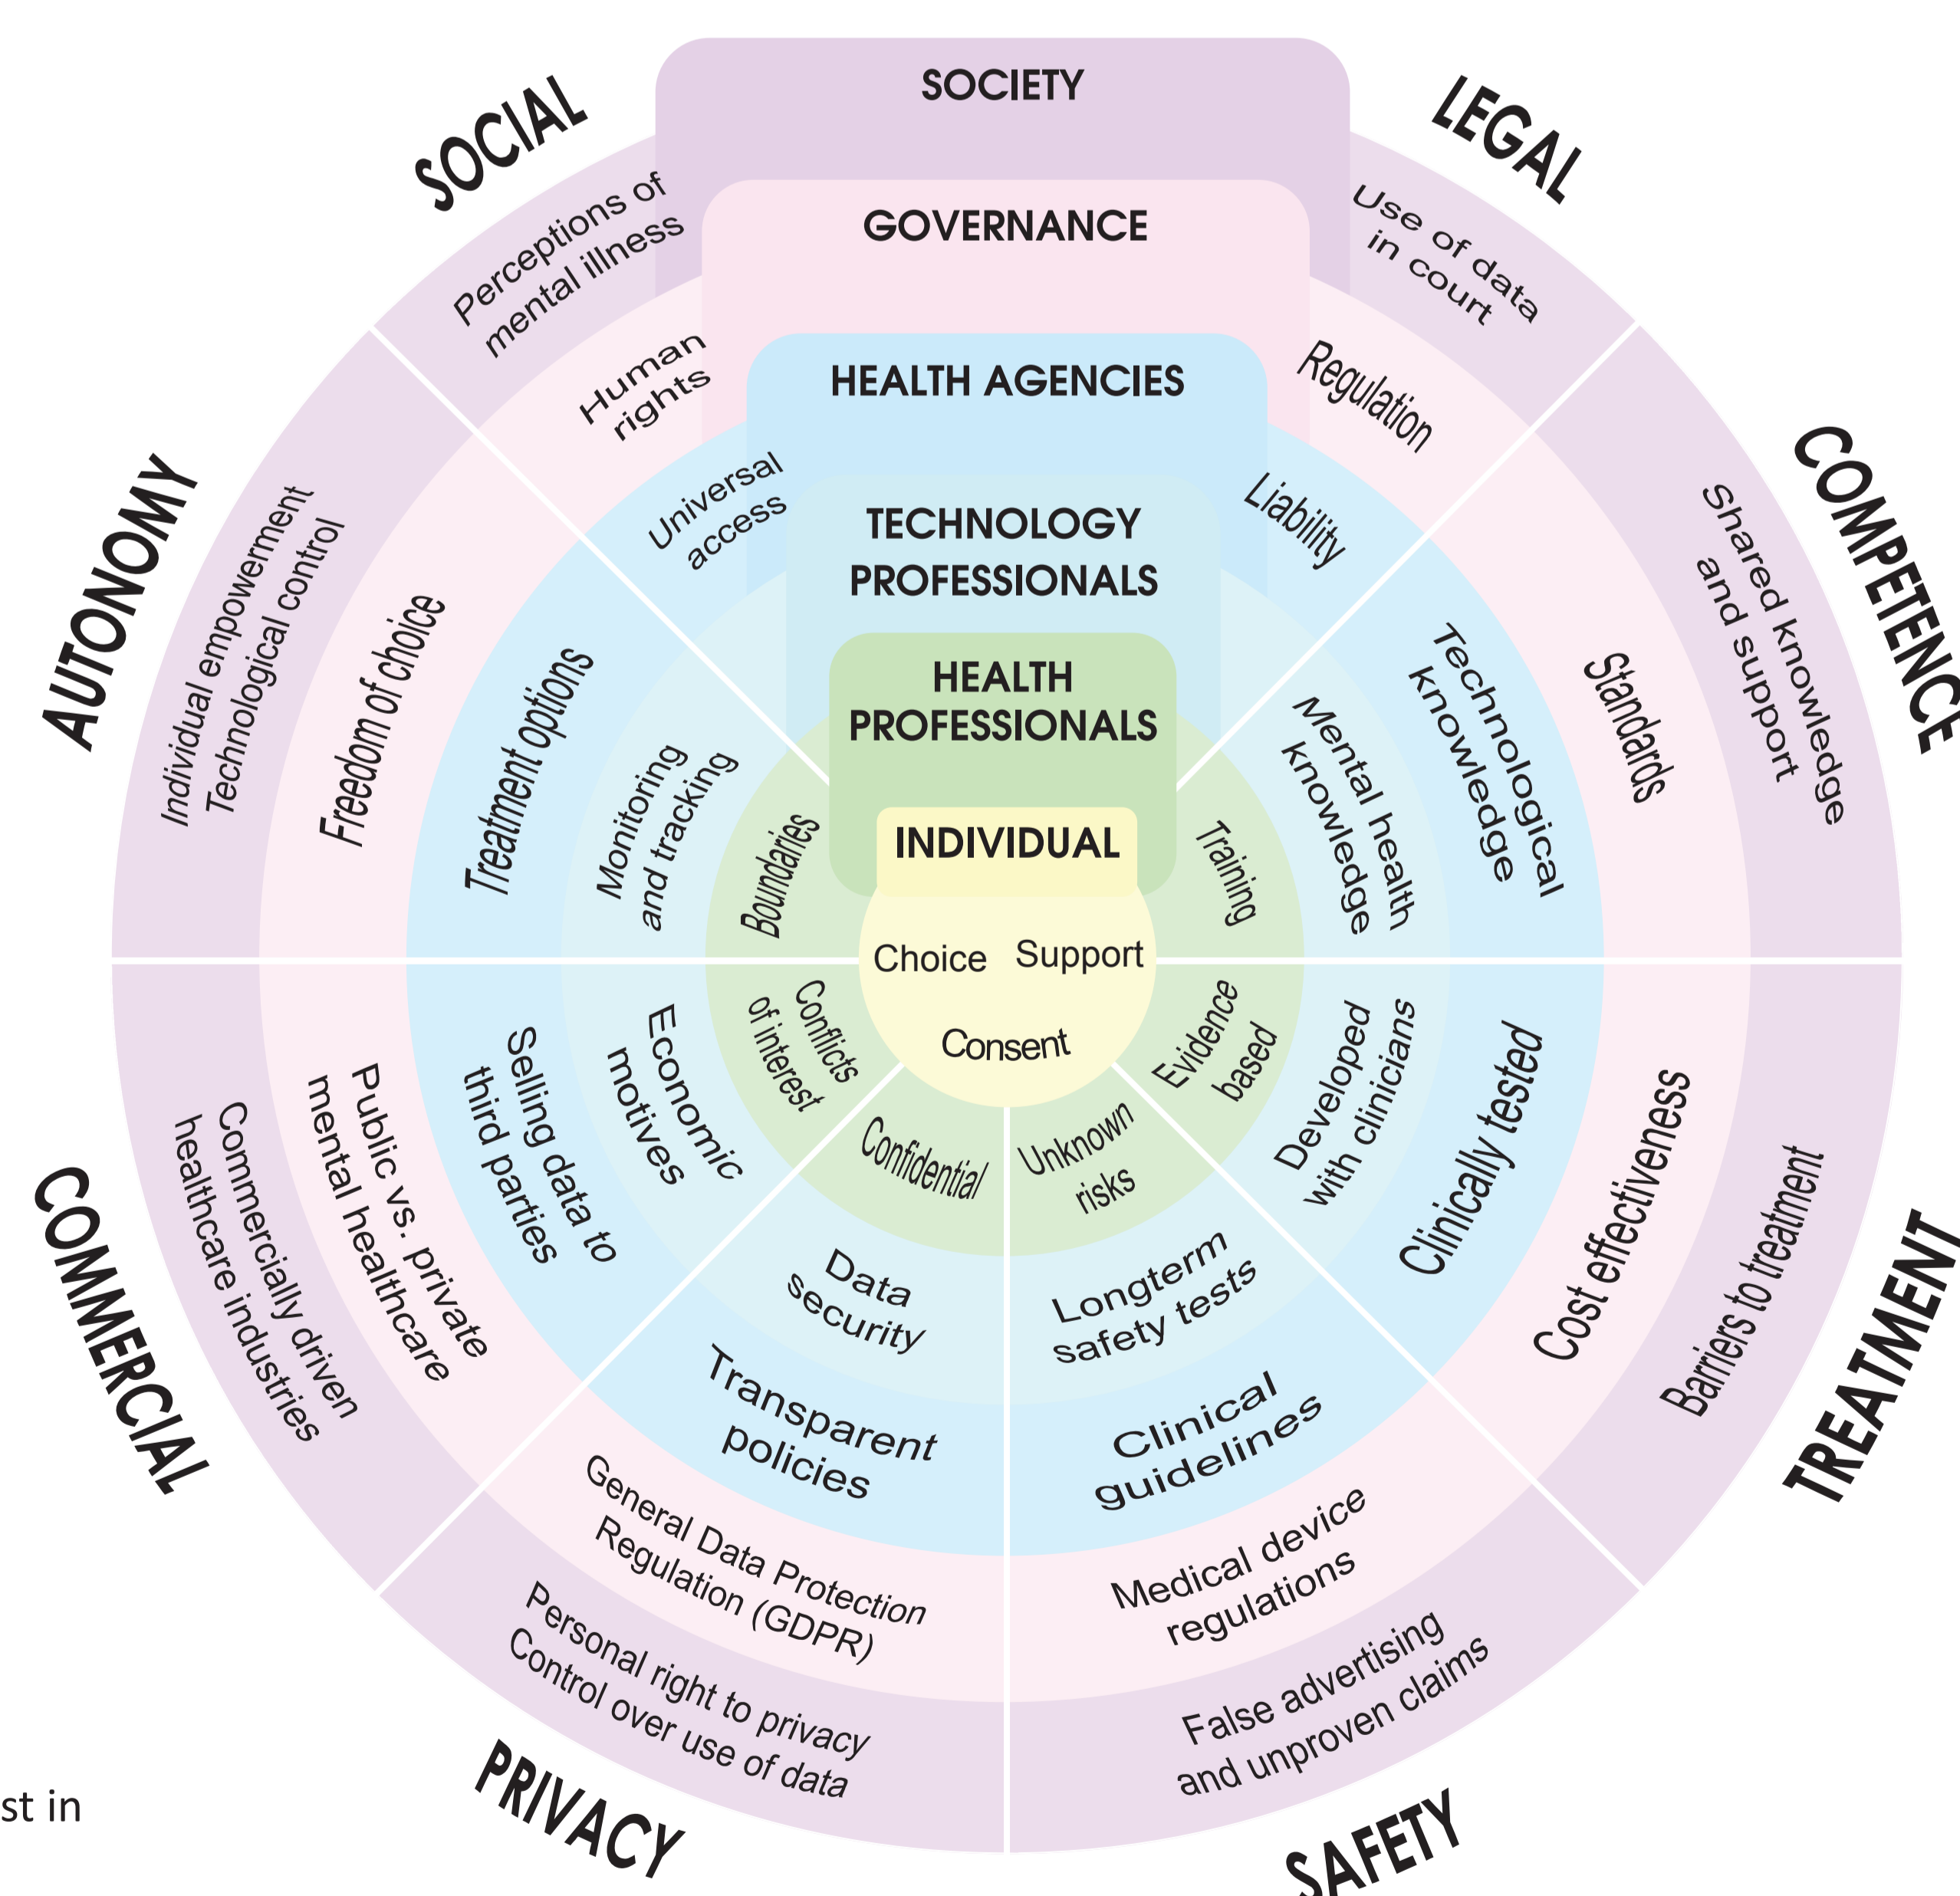 SOCIETY
GOVERNANCE
HEALTH AGENCIES
TECHNOLOGY
PROFESSIONALS
HEALTH
PROFESSIONALS
INDIVIDUAL
Choice
Support
Consent
SOCIAL
Perceptions of
mental illness
Human
rights
Universal
access
LEGAL
Use of data
in court
Regulation
Liability
COMPETENCE
Shared knowledge
and support
Standards
Technological
knowledge
Mental health
knowledge
Training
TREATMENT
Barriers to treatment
Cost effectiveness
Clinically tested
Developed
with clinicians
Evidence
based
SAFETY
False advertising
and unproven claims
Medical device
regulations
Clinical
guidelines
Longterm
safety tests
Unknown
risks
PRIVACY
Personal right to privacy
Control over use of data
General Data Protection
Regulation (GDPR)
Transparent
policies
Data
security
Confidential
COMMERCIAL
Commercially driven
healthcare industries
Public vs. private
mental healthcare
Selling data to
third parties
Economic
motives
Conflicts
of interest
AUTONOMY
Individual empowerment
Technological control
Freedom of choice
Treatment options
Monitoring
and tracking
Boundaries
st in